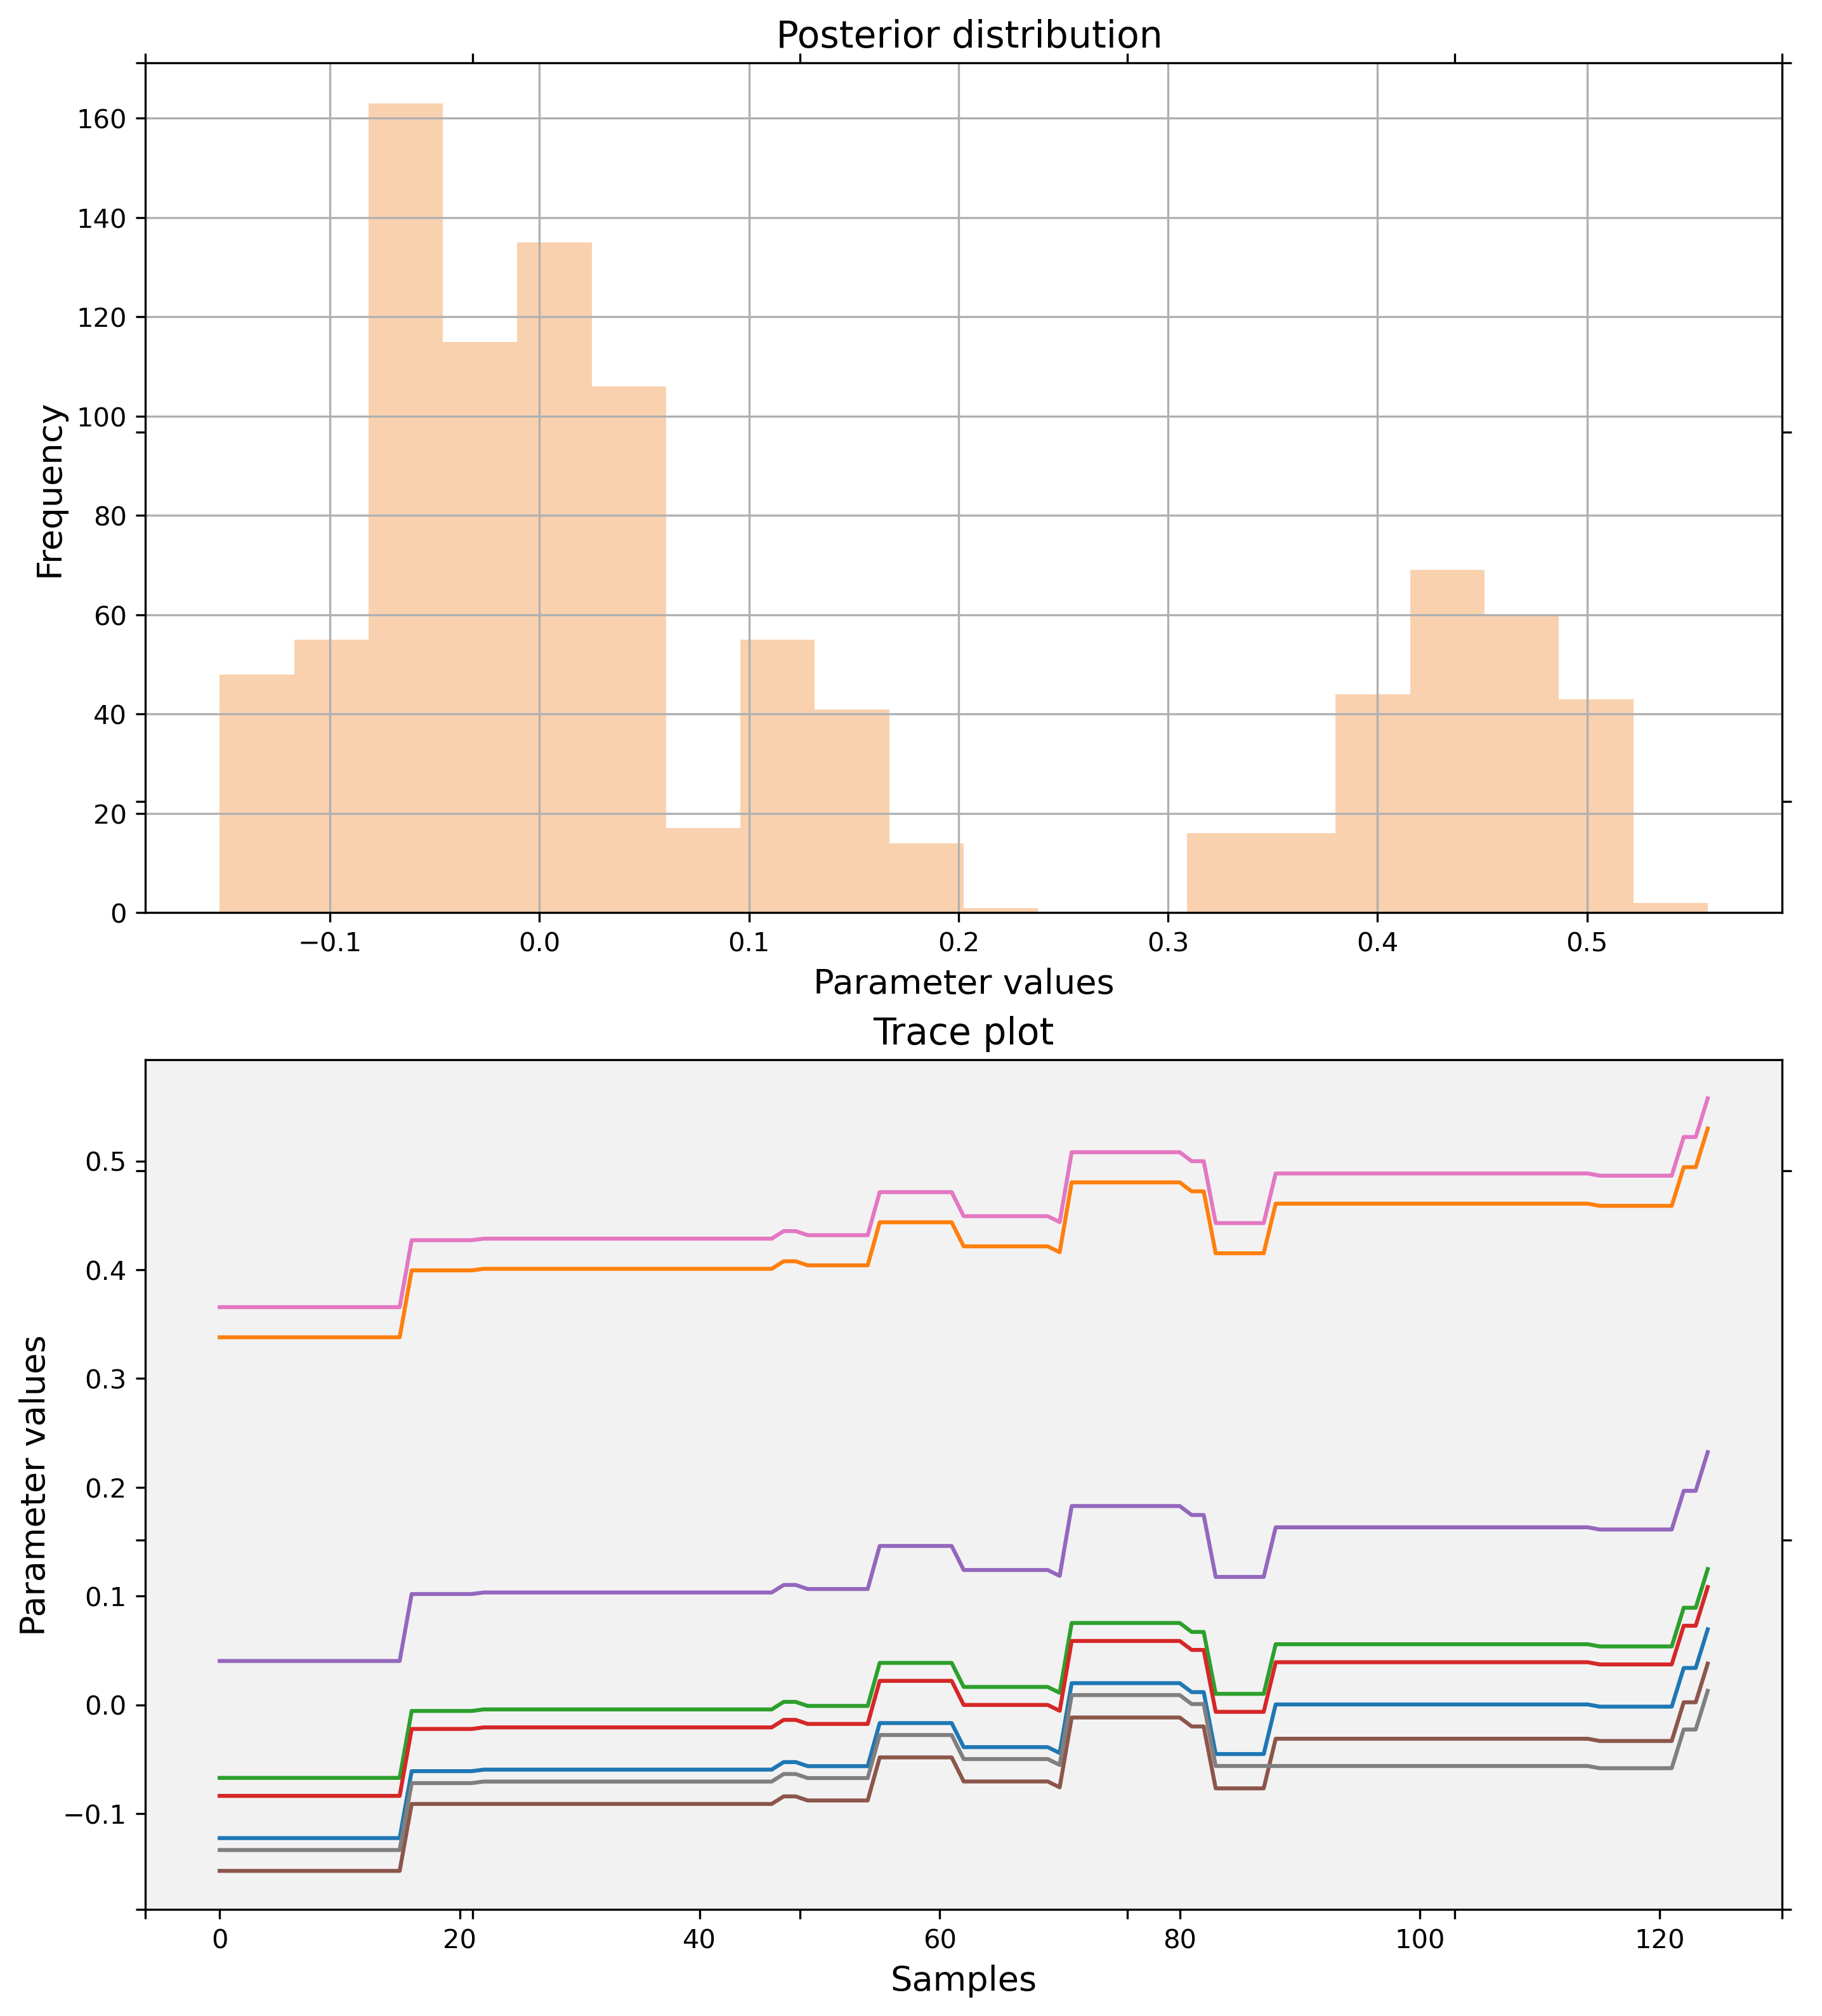 Posterior distribution
160
140
120
100
80
60
40
20
0
Frequency
−0.1 0.0 0.1 0.2 0.3 0.4 0.5
Parameter values
Trace plot
0.5
0.4
0.3
0.2
0.1
0.0
−0.1
Parameter values
0 20 40 60 80 100 120
Samples